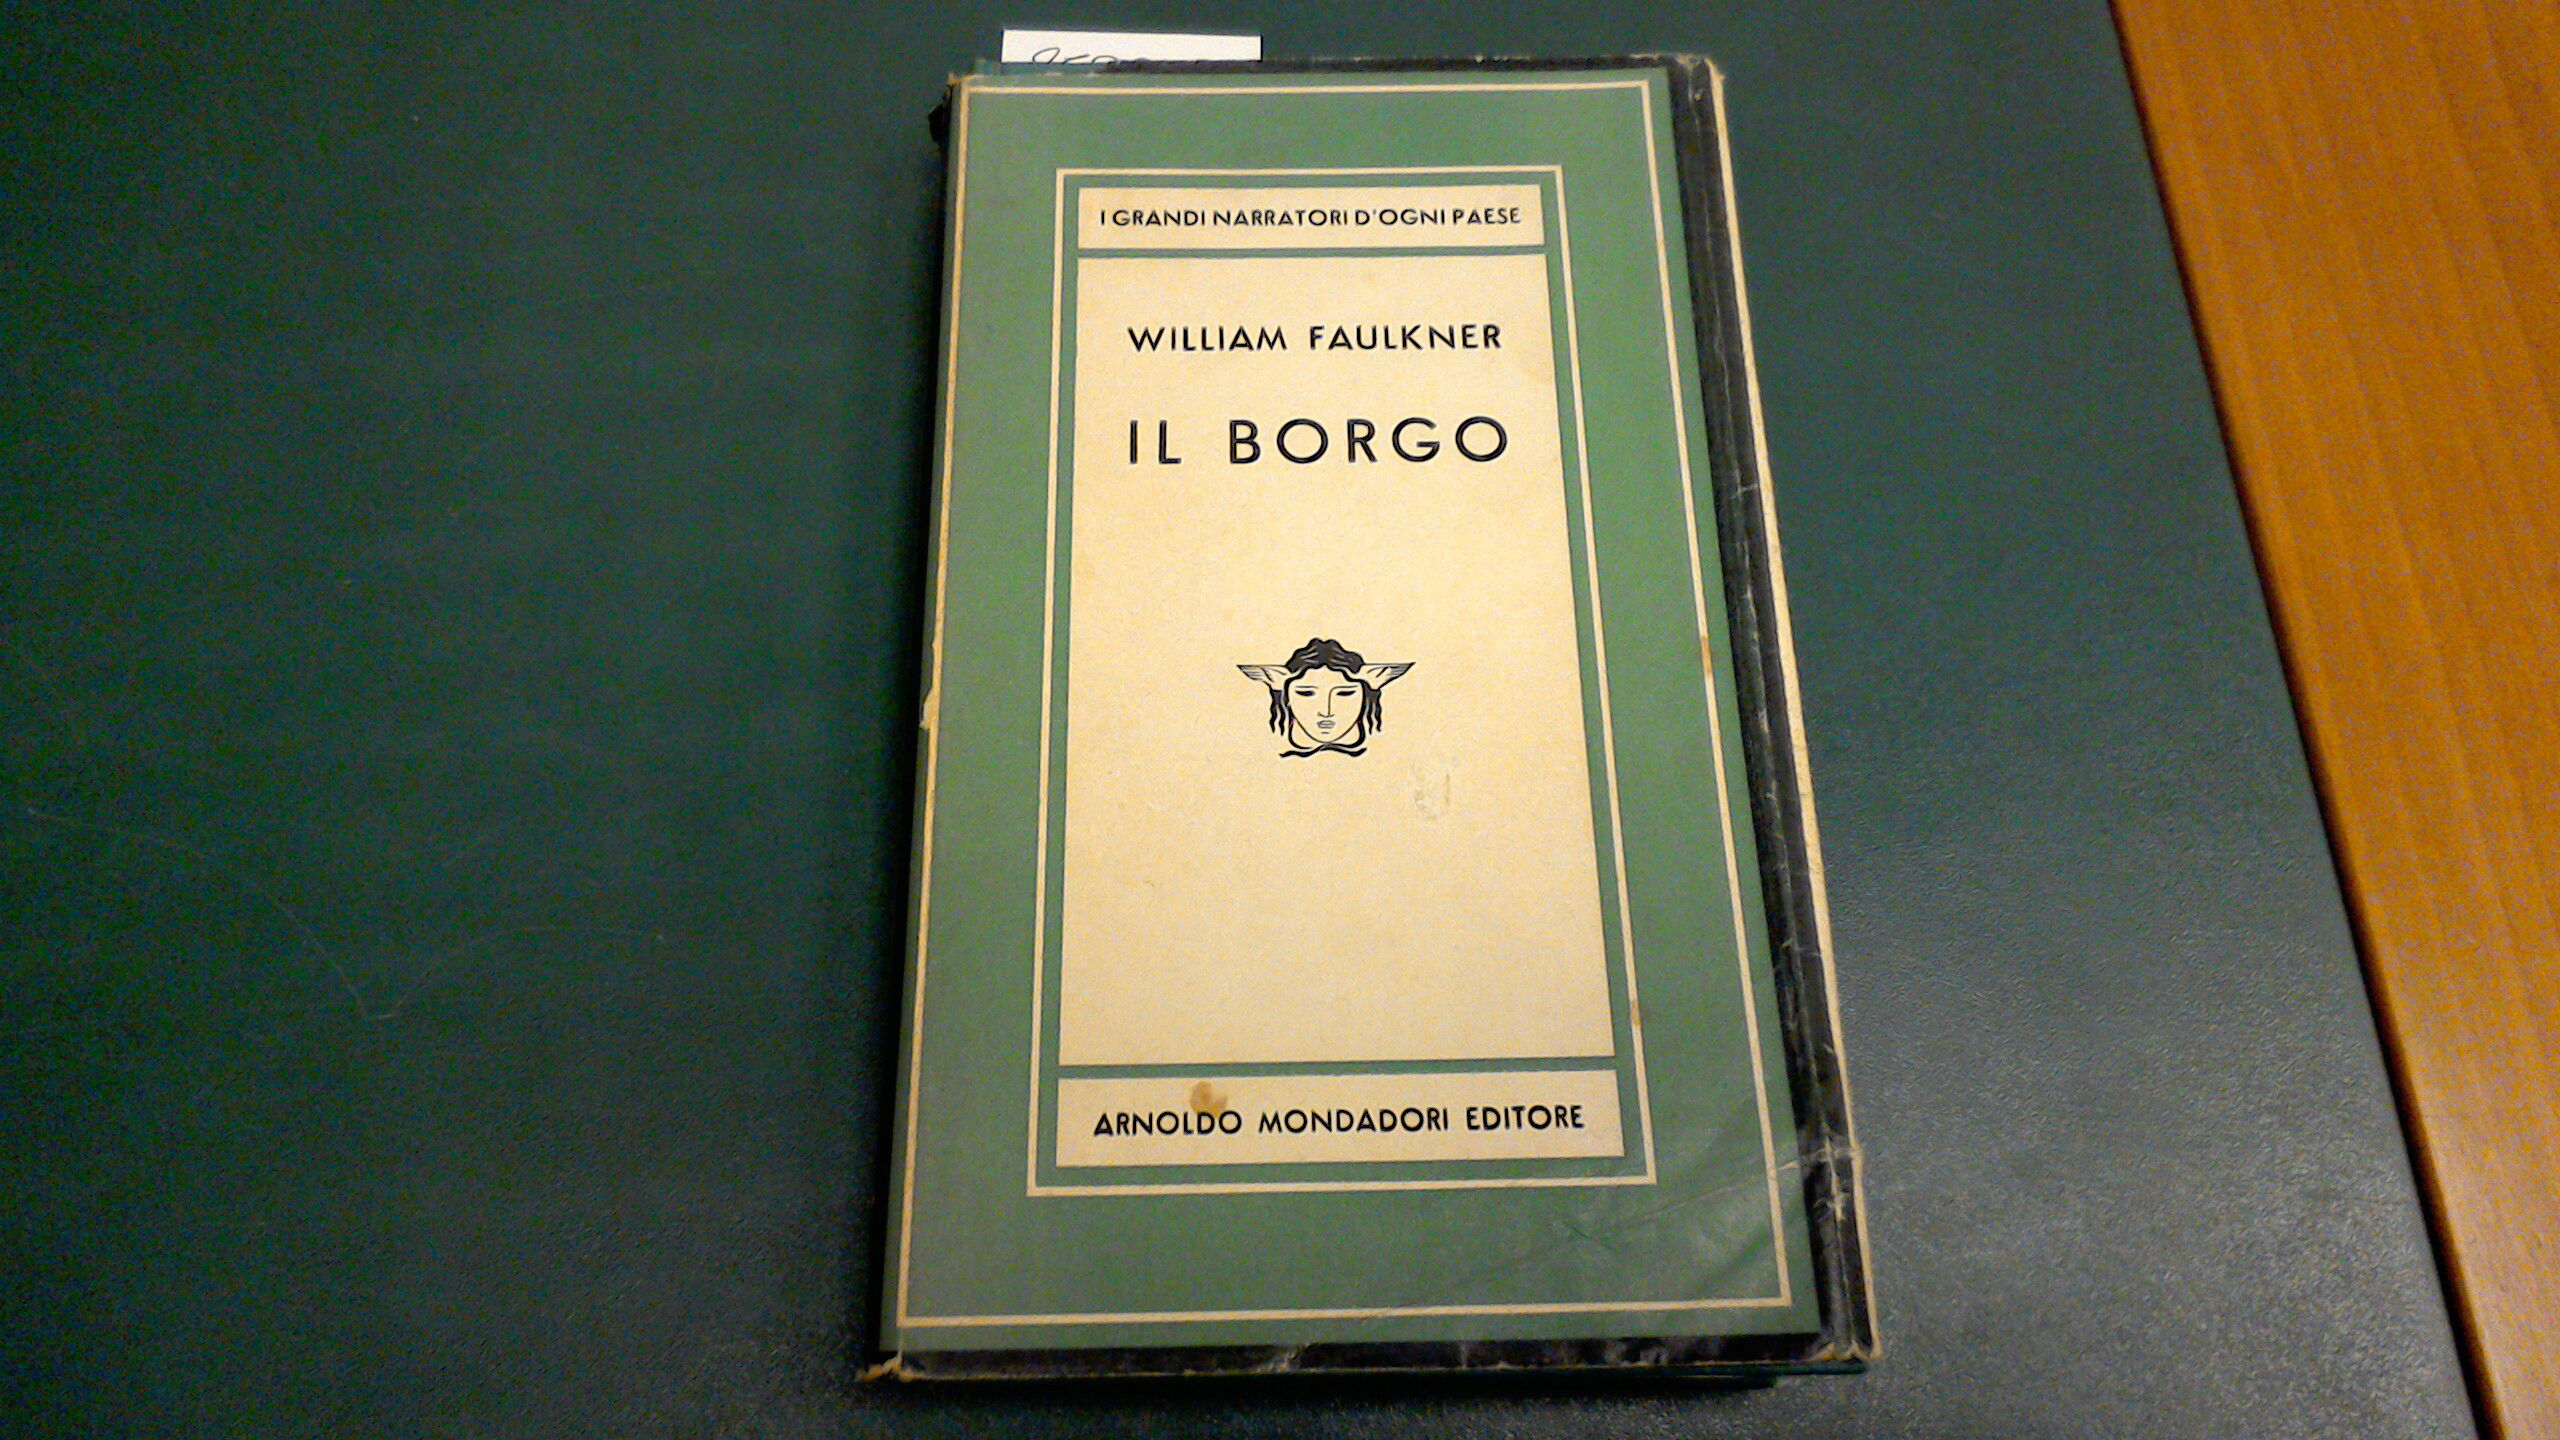 I GRANDI NARRATORI D'OGNI PAESE
WILLIAM FAULKNER
IL BORGO
ARNOLDO MONDADORI EDITORE